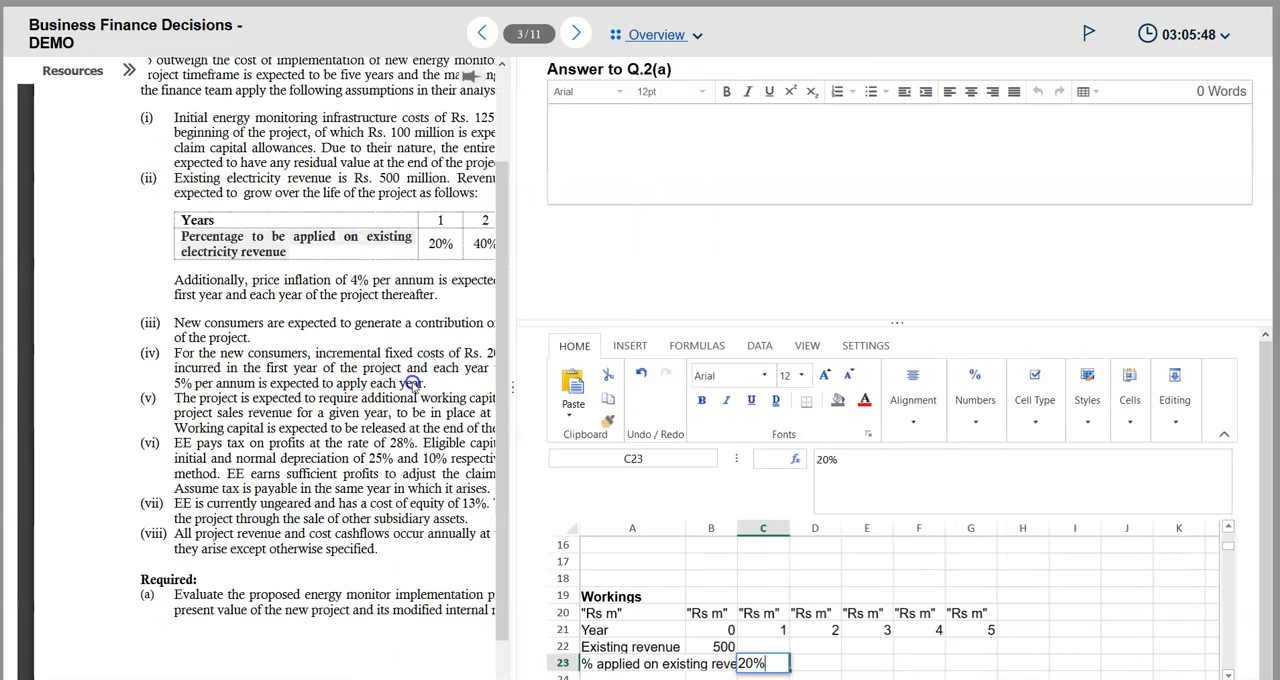 Business Finance Decisions -
DEMO
3/11
Overview
03:05:48
Resources
outweigh the cost of implementation of new energy monito
roject timeframe is expected to be five years and the ma
the finance team apply the following assumptions in their analys
(i) Initial energy monitoring infrastructure costs of Rs. 125
beginning of the project, of which Rs. 100 million is expe
claim capital allowances. Due to their nature, the entire
expected to have any residual value at the end of the proje
(ii) Existing electricity revenue is Rs. 500 million. Revenu
expected to grow over the life of the project as follows:
Years 1 2
Percentage to be applied on existing
electricity revenue 20% 40%
Additionally, price inflation of 4% per annum is expecte
first year and each year of the project thereafter.
(iii) New consumers are expected to generate a contribution o
of the project.
(iv) For the new consumers, incremental fixed costs of Rs. 20
incurred in the first year of the project and each year
5% per annum is expected to apply each year.
(v) The project is expected to require additional working capit
project sales revenue for a given year, to be in place at
Working capital is expected to be released at the end of the
(vi) EE pays tax on profits at the rate of 28%. Eligible capi
initial and normal depreciation of 25% and 10% respectiv
method. EE earns sufficient profits to adjust the claim
Assume tax is payable in the same year in which it arises.
(vii) EE is currently ungeared and has a cost of equity of 13%.
the project through the sale of other subsidiary assets.
(viii) All project revenue and cost cashflows occur annually at
they arise except otherwise specified.
Required:
(a) Evaluate the proposed energy monitor implementation p
present value of the new project and its modified internal r
Answer to Q.2(a)
Arial 12pt B I U X² X₂ 0 Words
HOME INSERT FORMULAS DATA VIEW SETTINGS
Arial 12 A A
Paste B I U D A Alignment Numbers Cell Type Styles Cells Editing
Clipboard Undo / Redo Fonts
C23 fx 20%
A B C D E F G H I J K
16
17
18
19 Workings
20 "Rs m" "Rs m" "Rs m" "Rs m" "Rs m" "Rs m" "Rs m"
21 Year 0 1 2 3 4 5
22 Existing revenue 500
23 % applied on existing reve 20%
24